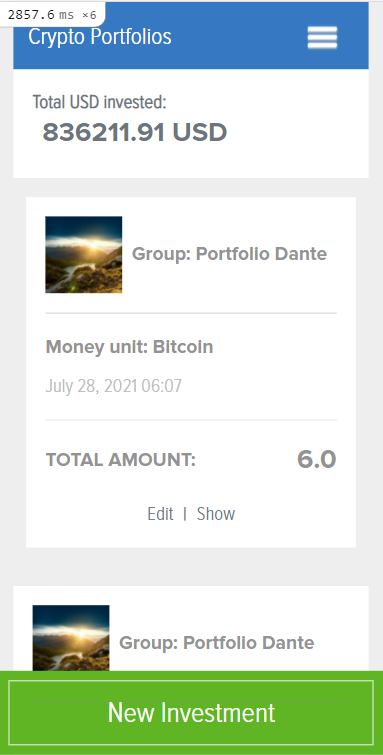 2857.6 ms ×6
Crypto Portfolios
Total USD invested:
836211.91 USD
Group: Portfolio Dante
Money unit: Bitcoin
July 28, 2021 06:07
TOTAL AMOUNT: 6.0
Edit | Show
Group: Portfolio Dante
New Investment